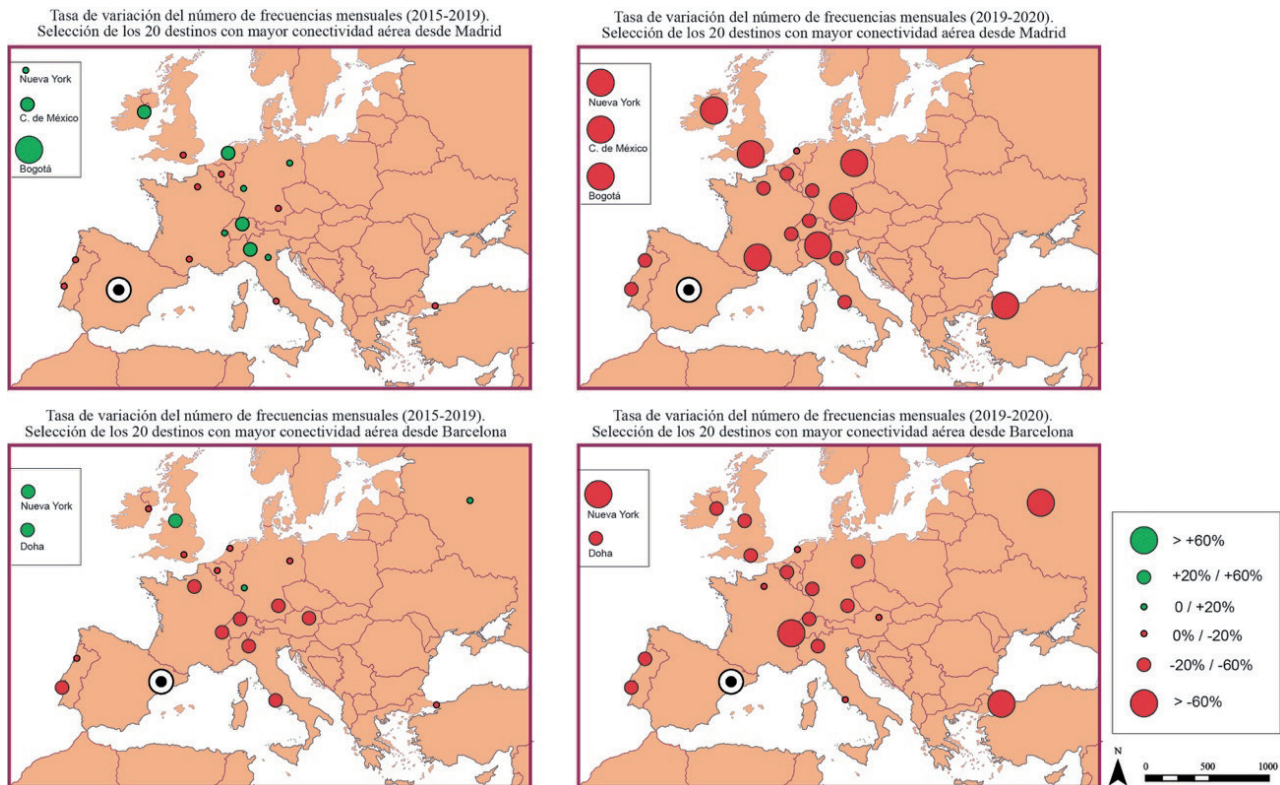 Tasa de variación del número de frecuencias mensuales (2015-2019).
Selección de los 20 destinos con mayor conectividad aérea desde Madrid
Nueva York
C. de México
Bogotá
Tasa de variación del número de frecuencias mensuales (2019-2020).
Selección de los 20 destinos con mayor conectividad aérea desde Madrid
Nueva York
C. de México
Bogotá
Tasa de variación del número de frecuencias mensuales (2015-2019).
Selección de los 20 destinos con mayor conectividad aérea desde Barcelona
Nueva York
Doha
Tasa de variación del número de frecuencias mensuales (2019-2020).
Selección de los 20 destinos con mayor conectividad aérea desde Barcelona
Nueva York
Doha
> +60%
+20% / +60%
0 / +20%
0% / -20%
-20% / -60%
> -60%
N
0 500 1000